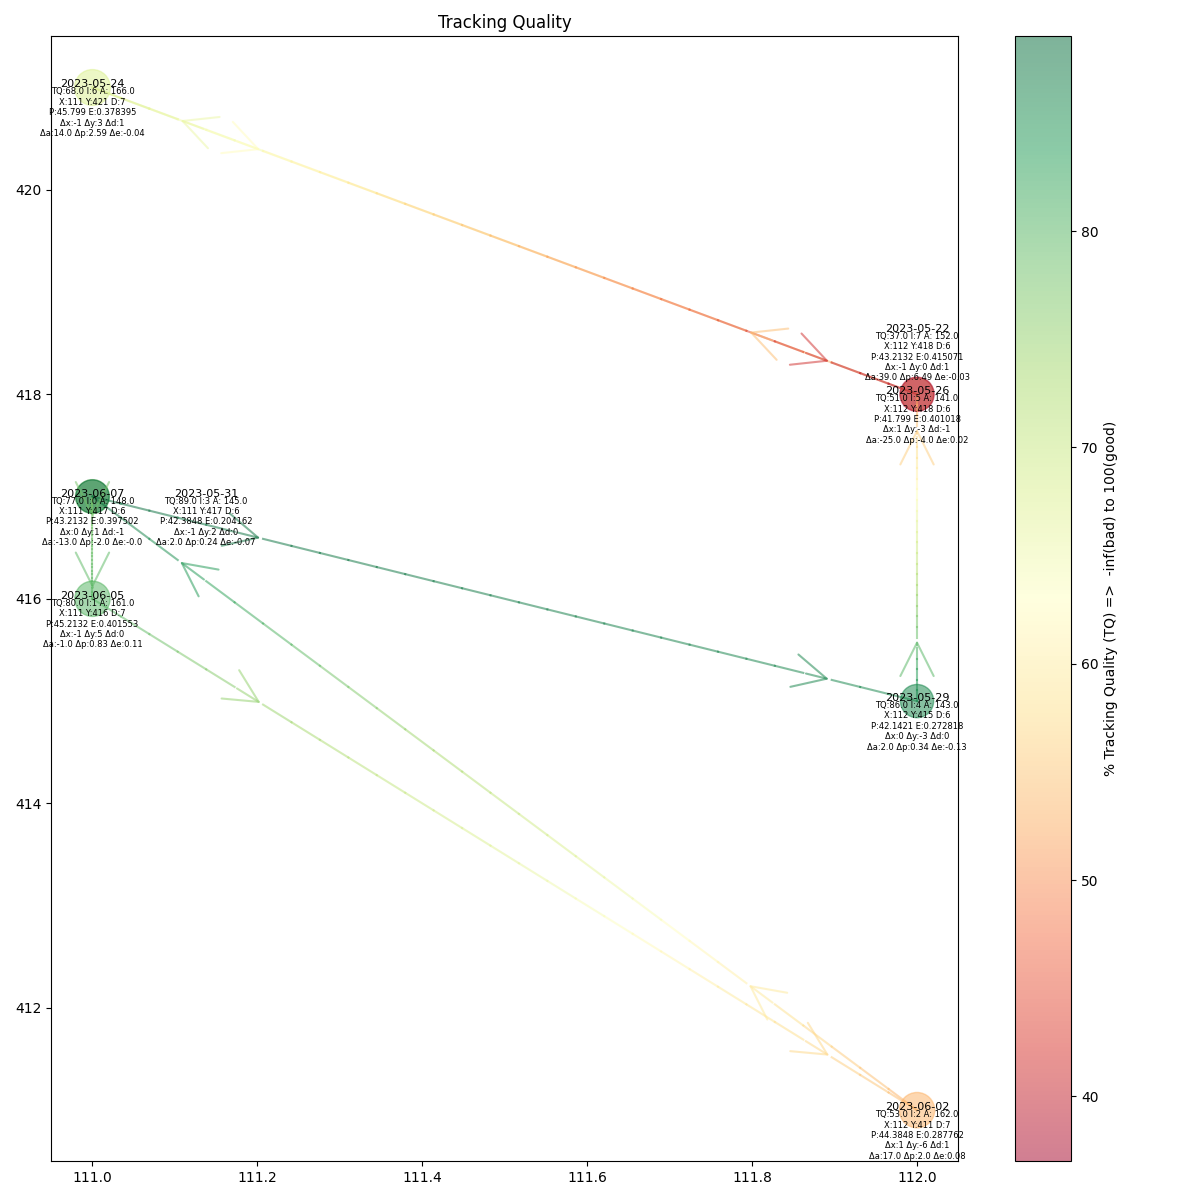 Tracking Quality
2023-05-24
TQ:68.0 I:6 A: 166.0
X:111 Y:421 D:7
P:45.799 E:0.378395
Δx:-1 Δy:3 Δd:1
Δa:14.0 Δp:2.59 Δe:-0.04
2023-05-22
TQ:37.0 I:7 A: 152.0
X:112 Y:418 D:6
P:43.2132 E:0.415071
Δx:-1 Δy:0 Δd:1
Δa:39.0 Δp:6.49 Δe:-0.03
2023-05-26
TQ:51.0 I:5 A: 141.0
X:112 Y:418 D:6
P:41.799 E:0.401018
Δx:1 Δy:-3 Δd:-1
Δa:-25.0 Δp:-4.0 Δe:0.02
2023-06-07
TQ:77.0 I:0 A: 148.0
X:111 Y:417 D:6
P:43.2132 E:0.397502
Δx:0 Δy:1 Δd:-1
Δa:-13.0 Δp:-2.0 Δe:-0.0
2023-05-31
TQ:89.0 I:3 A: 145.0
X:111 Y:417 D:6
P:42.3848 E:0.204162
Δx:-1 Δy:2 Δd:0
Δa:2.0 Δp:0.24 Δe:-0.07
2023-06-05
TQ:80.0 I:1 A: 161.0
X:111 Y:416 D:7
P:45.2132 E:0.401553
Δx:-1 Δy:5 Δd:0
Δa:-1.0 Δp:0.83 Δe:0.11
2023-05-29
TQ:86.0 I:4 A: 143.0
X:112 Y:415 D:6
P:42.1421 E:0.272818
Δx:0 Δy:-3 Δd:0
Δa:2.0 Δp:0.34 Δe:-0.13
2023-06-02
TQ:53.0 I:2 A: 162.0
X:112 Y:411 D:7
P:44.3848 E:0.287762
Δx:1 Δy:-6 Δd:1
Δa:17.0 Δp:2.0 Δe:0.08
420
418
416
414
412
111.0
111.2
111.4
111.6
111.8
112.0
80
70
60
50
40
% Tracking Quality (TQ) => -inf(bad) to 100(good)